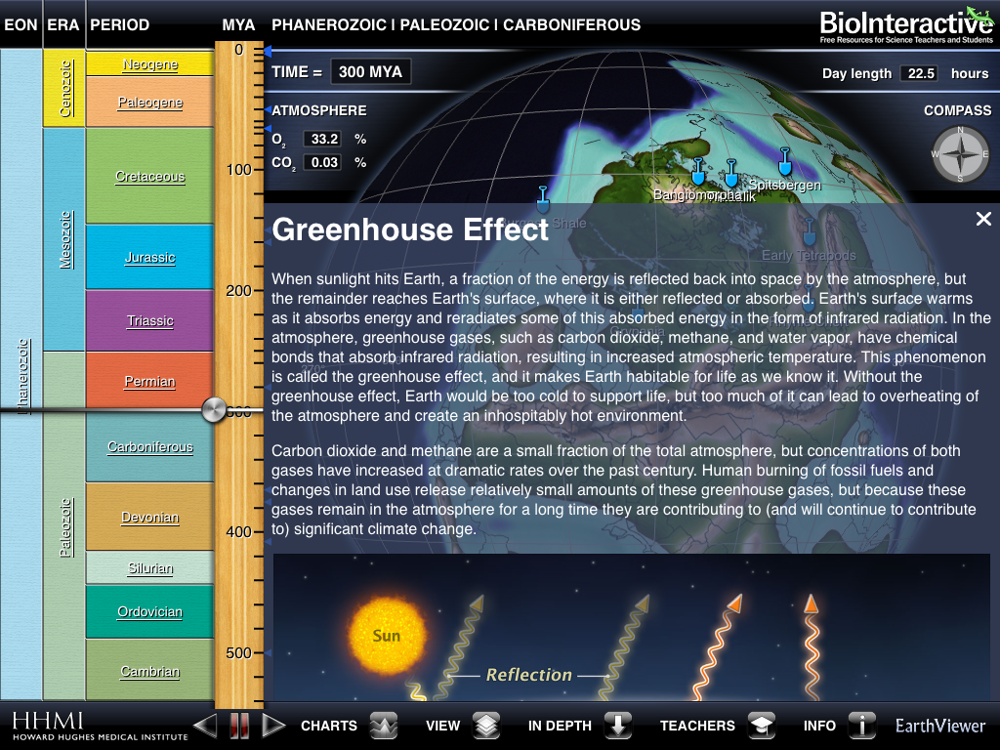 EON ERA PERIOD MYA PHANEROZOIC | PALEOZOIC | CARBONIFEROUS
BioInteractive
Free Resources for Science Teachers and Students
TIME = 300 MYA
Day length 22.5 hours
ATMOSPHERE
COMPASS
O2 33.2 %
CO2 0.03 %
N
W E
S
Spitsbergen
Bangiomorpha
Shale
Early Tetrapods
Cenozoic
Mesozoic
Paleozoic
Phanerozoic
Neogene
Paleogene
Cretaceous
Jurassic
Triassic
Permian
Carboniferous
Devonian
Silurian
Ordovician
Cambrian
0
100
200
300
400
500
Greenhouse Effect
When sunlight hits Earth, a fraction of the energy is reflected back into space by the atmosphere, but
the remainder reaches Earth's surface, where it is either reflected or absorbed. Earth's surface warms
as it absorbs energy and reradiates some of this absorbed energy in the form of infrared radiation. In the
atmosphere, greenhouse gases, such as carbon dioxide, methane, and water vapor, have chemical
bonds that absorb infrared radiation, resulting in increased atmospheric temperature. This phenomenon
is called the greenhouse effect, and it makes Earth habitable for life as we know it. Without the
greenhouse effect, Earth would be too cold to support life, but too much of it can lead to overheating of
the atmosphere and create an inhospitably hot environment.
Carbon dioxide and methane are a small fraction of the total atmosphere, but concentrations of both
gases have increased at dramatic rates over the past century. Human burning of fossil fuels and
changes in land use release relatively small amounts of these greenhouse gases, but because these
gases remain in the atmosphere for a long time they are contributing to (and will continue to contribute
to) significant climate change.
Sun
Reflection
HHMI
HOWARD HUGHES MEDICAL INSTITUTE
CHARTS VIEW IN DEPTH TEACHERS INFO EarthViewer